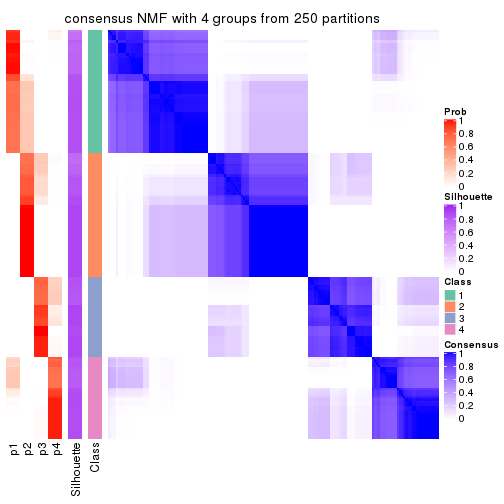 consensus NMF with 4 groups from 250 partitions
Prob
1
0.8
0.6
0.4
0.2
0
Silhouette
1
0.8
0.6
0.4
0.2
0
Class
1
2
3
4
Consensus
1
0.8
0.6
0.4
0.2
0
p1
p2
p3
p4
Silhouette
Class